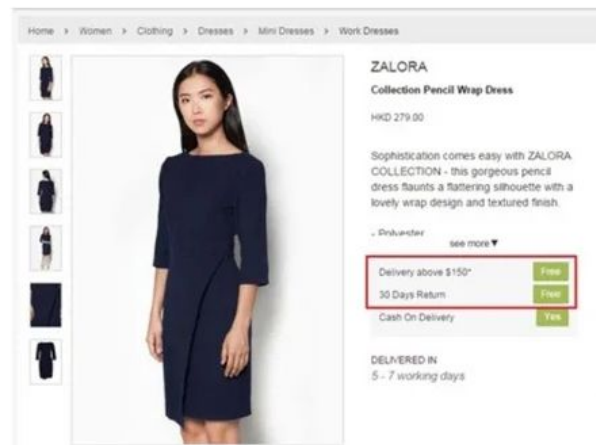 Home > Women > Clothing > Dresses > Mini Dresses > Work Dresses
ZALORA
Collection Pencil Wrap Dress
HKD 279.00
Sophistication comes easy with ZALORA
COLLECTION - this gorgeous pencil
dress flaunts a flattering silhouette with a
lovely wrap design and textured finish.
- Polyester
see more ▼
Delivery above $150* Free
30 Days Return Free
Cash On Delivery Yes
DELIVERED IN
5 - 7 working days